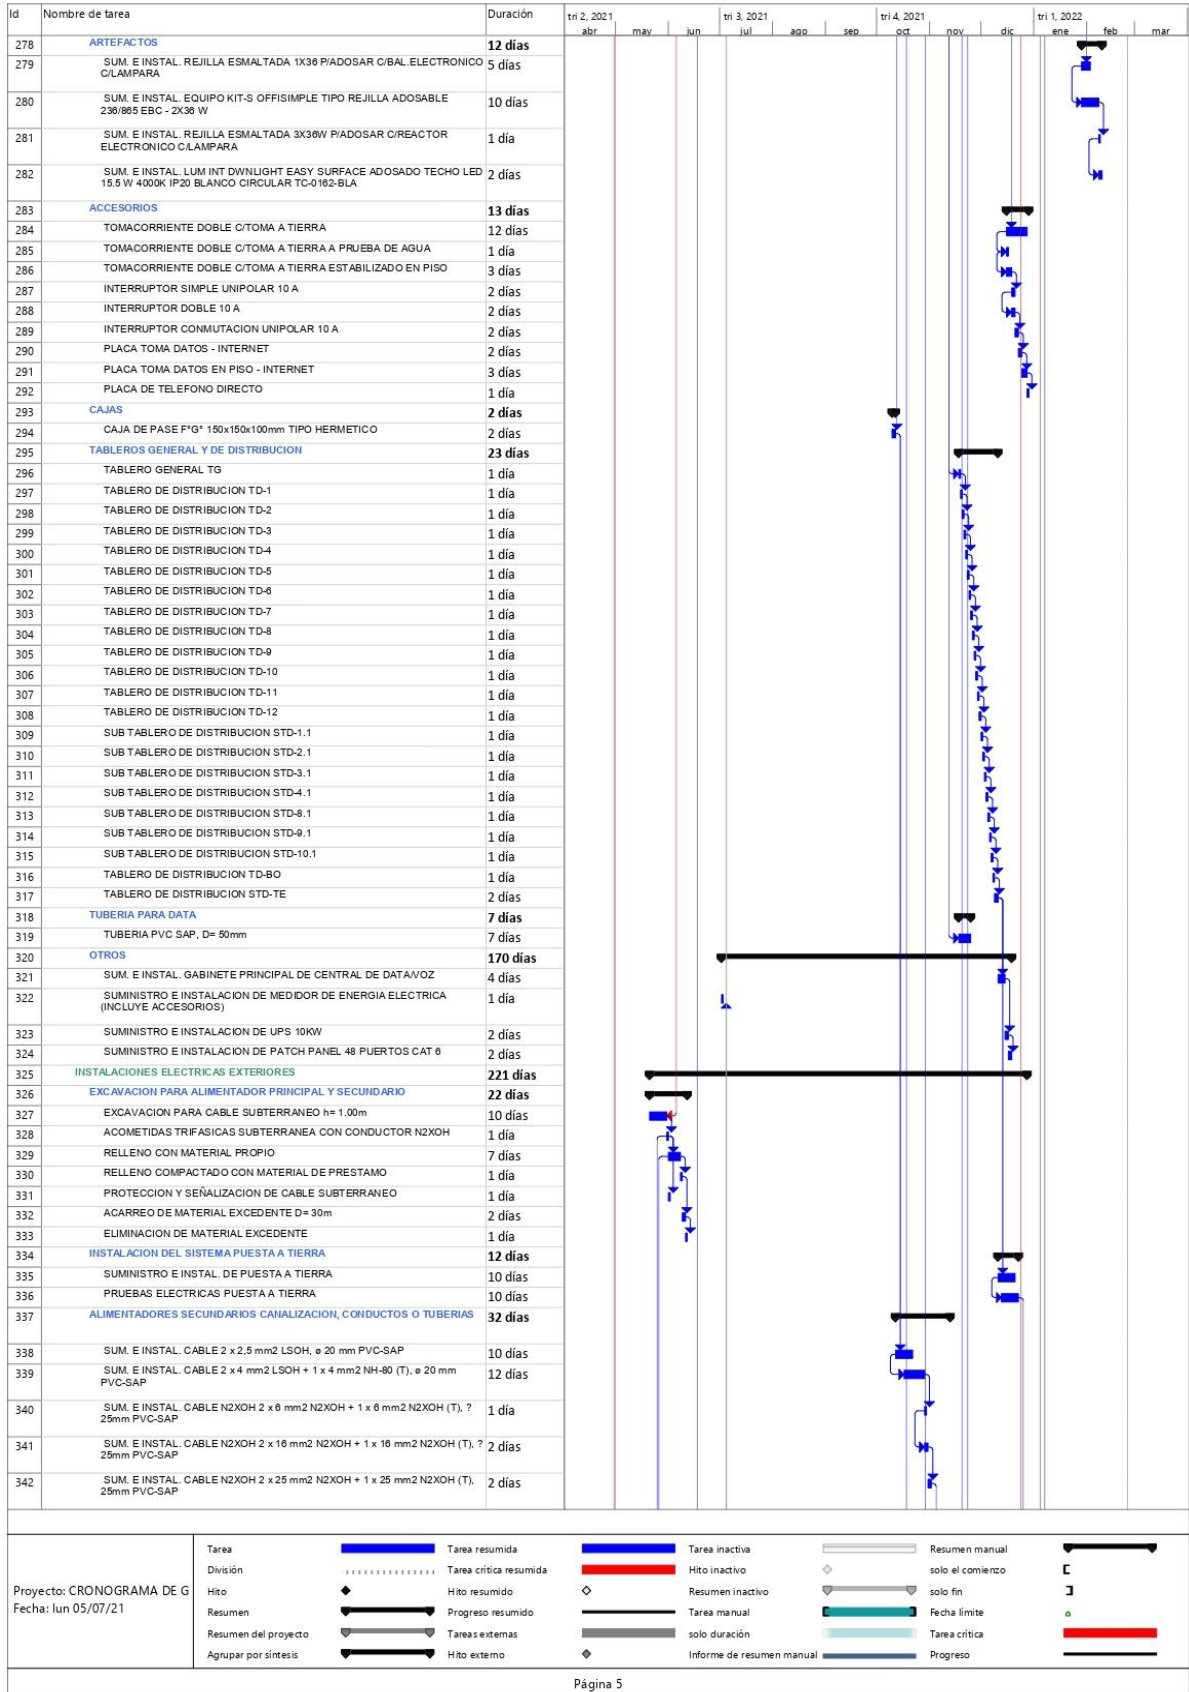 Id Nombre de tarea Duración tri 2, 2021 tri 3, 2021 tri 4, 2021 tri 1, 2022
abr may jun jul ago sep oct nov dic ene feb mar
278 ARTEFACTOS 12 días
279 SUM. E INSTAL. REJILLA ESMALTADA 1X36 P/ADOSAR C/BAL.ELECTRONICO 5 días
C/LAMPARA
280 SUM. E INSTAL. EQUIPO KIT-S OFFISIMPLE TIPO REJILLA ADOSABLE 10 días
236/865 EBC - 2X36 W
281 SUM. E INSTAL. REJILLA ESMALTADA 3X36W P/ADOSAR C/REACTOR 1 día
ELECTRONICO C/LAMPARA
282 SUM. E INSTAL. LUM INT DWNLIGHT EASY SURFACE ADOSADO TECHO LED 2 días
15.5 W 4000K IP20 BLANCO CIRCULAR TC-0162-BLA
283 ACCESORIOS 13 días
284 TOMACORRIENTE DOBLE C/TOMA A TIERRA 12 días
285 TOMACORRIENTE DOBLE C/TOMA A TIERRA A PRUEBA DE AGUA 1 día
286 TOMACORRIENTE DOBLE C/TOMA A TIERRA ESTABILIZADO EN PISO 3 días
287 INTERRUPTOR SIMPLE UNIPOLAR 10 A 2 días
288 INTERRUPTOR DOBLE 10 A 2 días
289 INTERRUPTOR CONMUTACION UNIPOLAR 10 A 2 días
290 PLACA TOMA DATOS - INTERNET 2 días
291 PLACA TOMA DATOS EN PISO - INTERNET 3 días
292 PLACA DE TELEFONO DIRECTO 1 día
293 CAJAS 2 días
294 CAJA DE PASE F°G° 150x150x100mm TIPO HERMETICO 2 días
295 TABLEROS GENERAL Y DE DISTRIBUCION 23 días
296 TABLERO GENERAL TG 1 día
297 TABLERO DE DISTRIBUCION TD-1 1 día
298 TABLERO DE DISTRIBUCION TD-2 1 día
299 TABLERO DE DISTRIBUCION TD-3 1 día
300 TABLERO DE DISTRIBUCION TD-4 1 día
301 TABLERO DE DISTRIBUCION TD-5 1 día
302 TABLERO DE DISTRIBUCION TD-6 1 día
303 TABLERO DE DISTRIBUCION TD-7 1 día
304 TABLERO DE DISTRIBUCION TD-8 1 día
305 TABLERO DE DISTRIBUCION TD-9 1 día
306 TABLERO DE DISTRIBUCION TD-10 1 día
307 TABLERO DE DISTRIBUCION TD-11 1 día
308 TABLERO DE DISTRIBUCION TD-12 1 día
309 SUB TABLERO DE DISTRIBUCION STD-1.1 1 día
310 SUB TABLERO DE DISTRIBUCION STD-2.1 1 día
311 SUB TABLERO DE DISTRIBUCION STD-3.1 1 día
312 SUB TABLERO DE DISTRIBUCION STD-4.1 1 día
313 SUB TABLERO DE DISTRIBUCION STD-8.1 1 día
314 SUB TABLERO DE DISTRIBUCION STD-9.1 1 día
315 SUB TABLERO DE DISTRIBUCION STD-10.1 1 día
316 TABLERO DE DISTRIBUCION TD-BO 1 día
317 TABLERO DE DISTRIBUCION STD-TE 2 días
318 TUBERIA PARA DATA 7 días
319 TUBERIA PVC SAP, D= 50mm 7 días
320 OTROS 170 días
321 SUM. E INSTAL. GABINETE PRINCIPAL DE CENTRAL DE DATA/VOZ 4 días
322 SUMINISTRO E INSTALACION DE MEDIDOR DE ENERGIA ELECTRICA 1 día
(INCLUYE ACCESORIOS)
323 SUMINISTRO E INSTALACION DE UPS 10KW 2 días
324 SUMINISTRO E INSTALACION DE PATCH PANEL 48 PUERTOS CAT 6 2 días
325 INSTALACIONES ELECTRICAS EXTERIORES 221 días
326 EXCAVACION PARA ALIMENTADOR PRINCIPAL Y SECUNDARIO 22 días
327 EXCAVACION PARA CABLE SUBTERRANEO h= 1.00m 10 días
328 ACOMETIDAS TRIFASICAS SUBTERRANEA CON CONDUCTOR N2XOH 1 día
329 RELLENO CON MATERIAL PROPIO 7 días
330 RELLENO COMPACTADO CON MATERIAL DE PRESTAMO 1 día
331 PROTECCION Y SEÑALIZACION DE CABLE SUBTERRANEO 1 día
332 ACARREO DE MATERIAL EXCEDENTE D= 30m 2 días
333 ELIMINACION DE MATERIAL EXCEDENTE 1 día
334 INSTALACION DEL SISTEMA PUESTA A TIERRA 12 días
335 SUMINISTRO E INSTAL. DE PUESTA A TIERRA 10 días
336 PRUEBAS ELECTRICAS PUESTA A TIERRA 10 días
337 ALIMENTADORES SECUNDARIOS CANALIZACION, CONDUCTOS O TUBERIAS 32 días
338 SUM. E INSTAL. CABLE 2 x 2,5 mm2 LSOH, ø 20 mm PVC-SAP 10 días
339 SUM. E INSTAL. CABLE 2 x 4 mm2 LSOH + 1 x 4 mm2 NH-80 (T), ø 20 mm 12 días
PVC-SAP
340 SUM. E INSTAL. CABLE N2XOH 2 x 6 mm2 N2XOH + 1 x 6 mm2 N2XOH (T), ? 1 día
25mm PVC-SAP
341 SUM. E INSTAL. CABLE N2XOH 2 x 16 mm2 N2XOH + 1 x 16 mm2 N2XOH (T), ? 2 días
25mm PVC-SAP
342 SUM. E INSTAL. CABLE N2XOH 2 x 25 mm2 N2XOH + 1 x 25 mm2 N2XOH (T), 2 días
25mm PVC-SAP
Proyecto: CRONOGRAMA DE G
Fecha: lun 05/07/21
Tarea Tarea resumida Tarea inactiva Resumen manual
División Tarea crítica resumida Hito inactivo solo el comienzo
Hito Hito resumido Resumen inactivo solo fin
Resumen Progreso resumido Tarea manual Fecha límite
Resumen del proyecto Tareas externas solo duración Tarea crítica
Agrupar por síntesis Hito externo Informe de resumen manual Progreso
Página 5